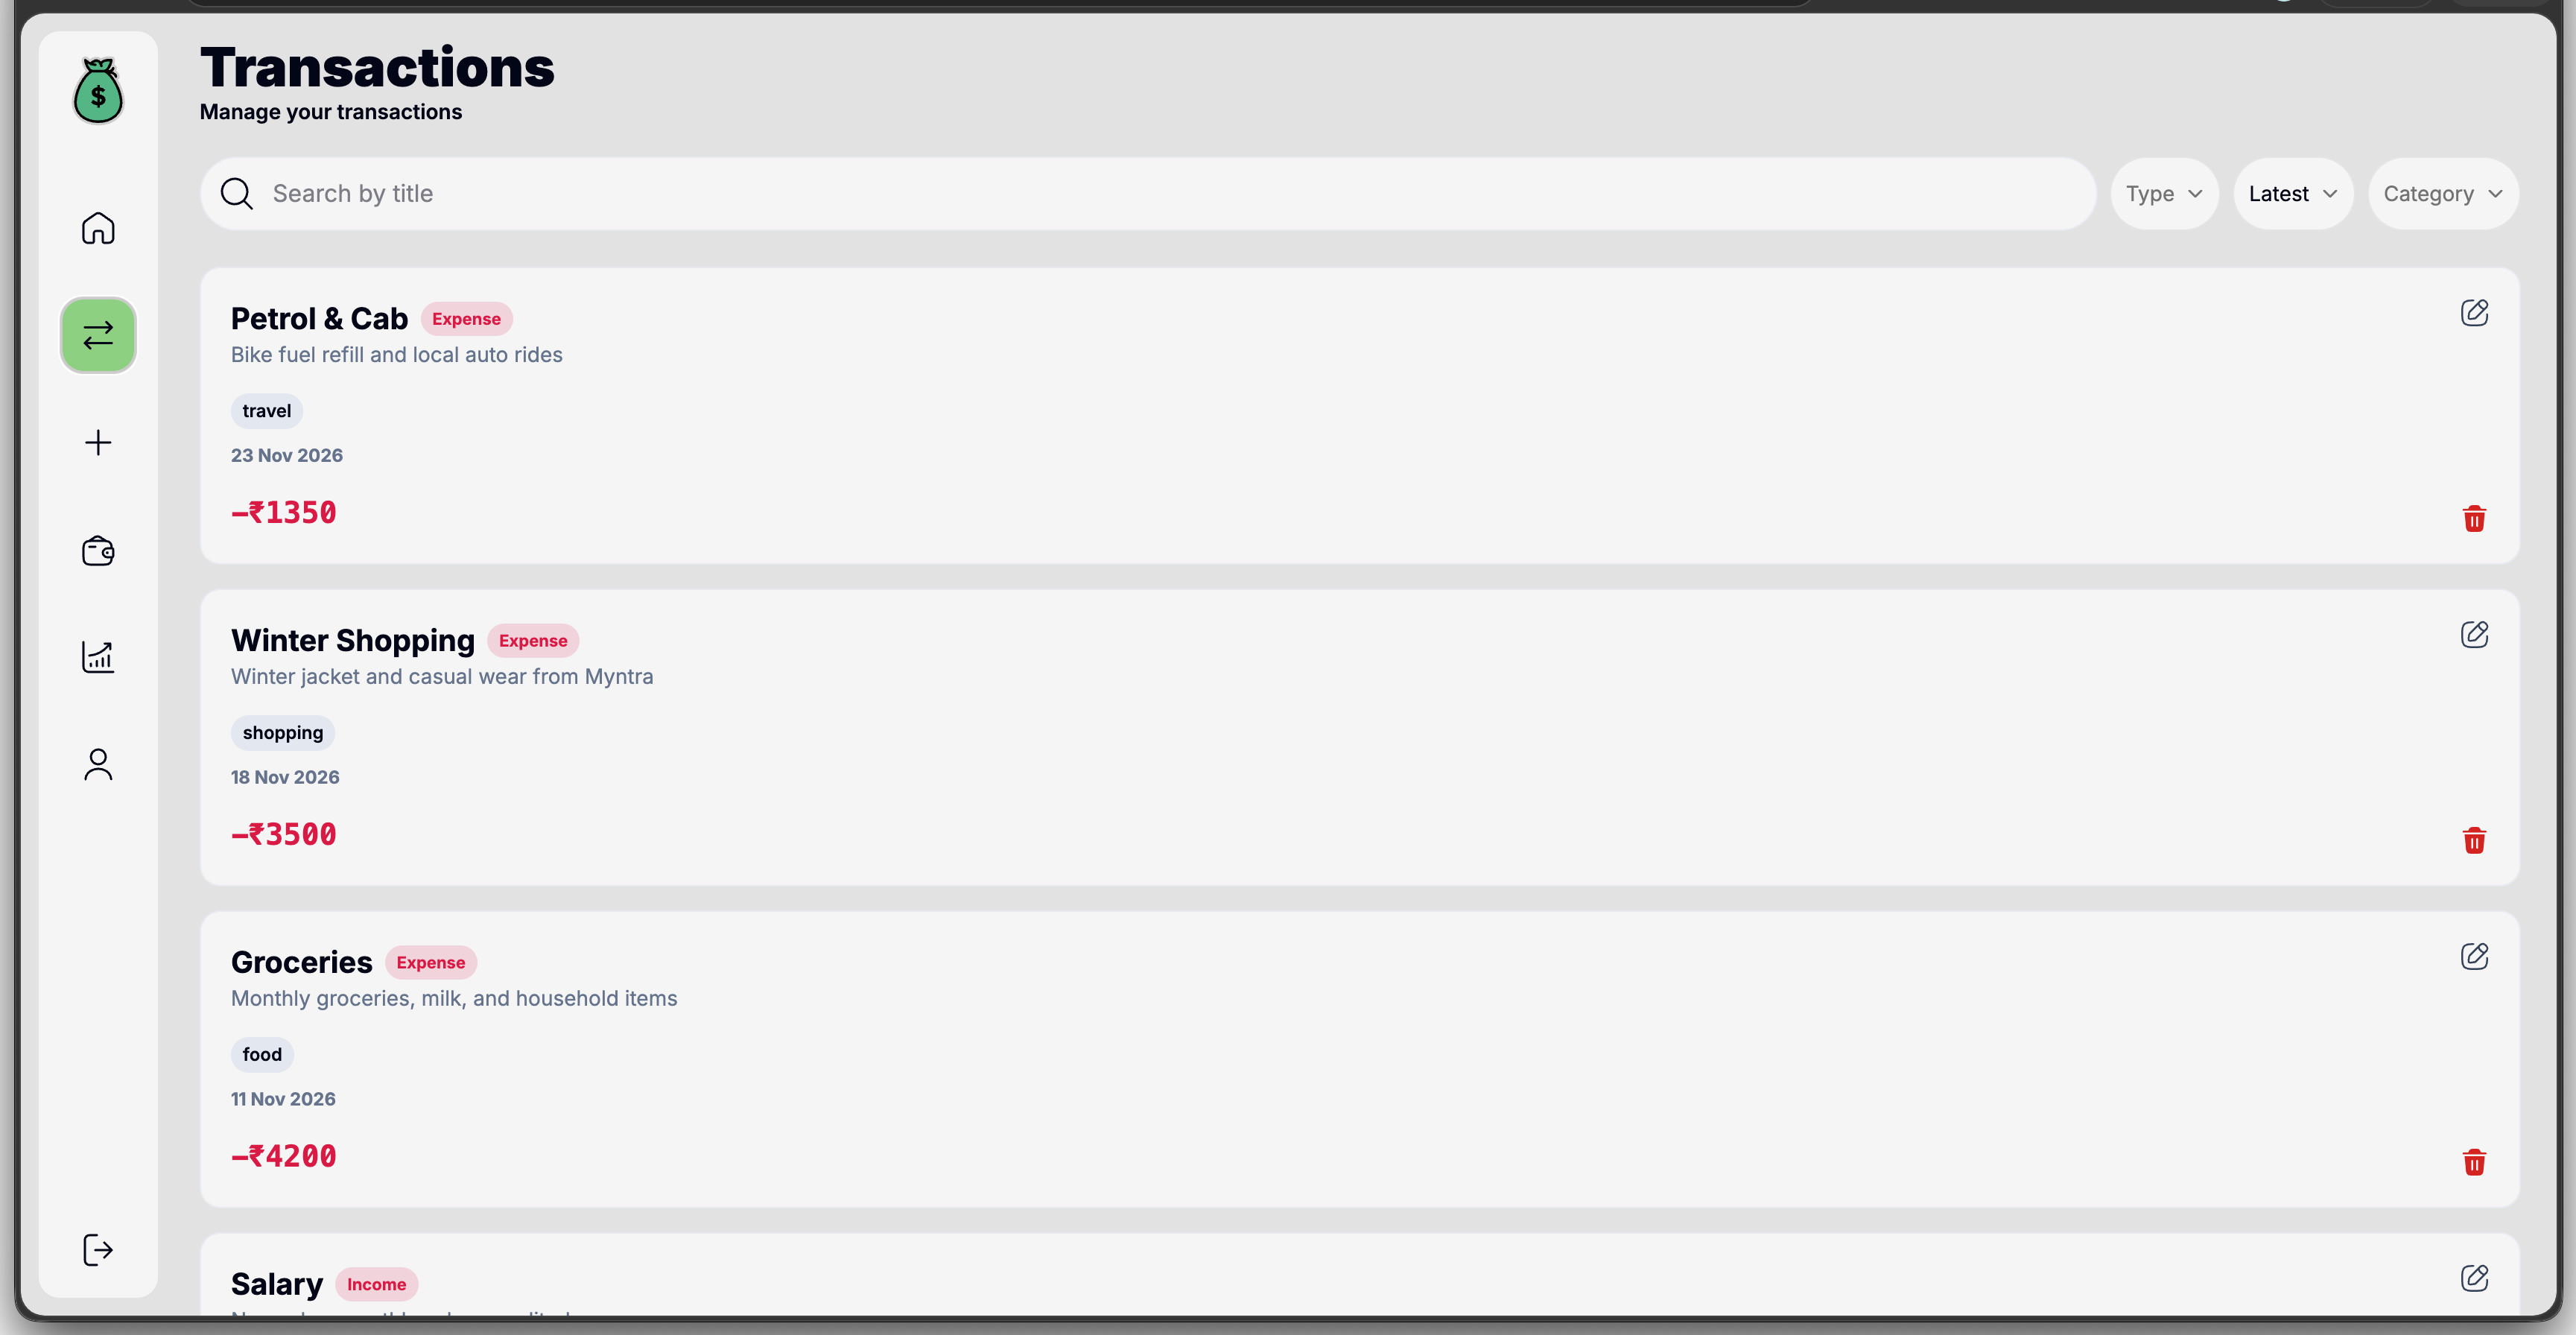 $
Transactions
Manage your transactions
Search by title
Type
Latest
Category
Petrol & Cab
Expense
Bike fuel refill and local auto rides
travel
23 Nov 2026
–₹1350
Winter Shopping
Expense
Winter jacket and casual wear from Myntra
shopping
18 Nov 2026
–₹3500
Groceries
Expense
Monthly groceries, milk, and household items
food
11 Nov 2026
–₹4200
Salary
Income